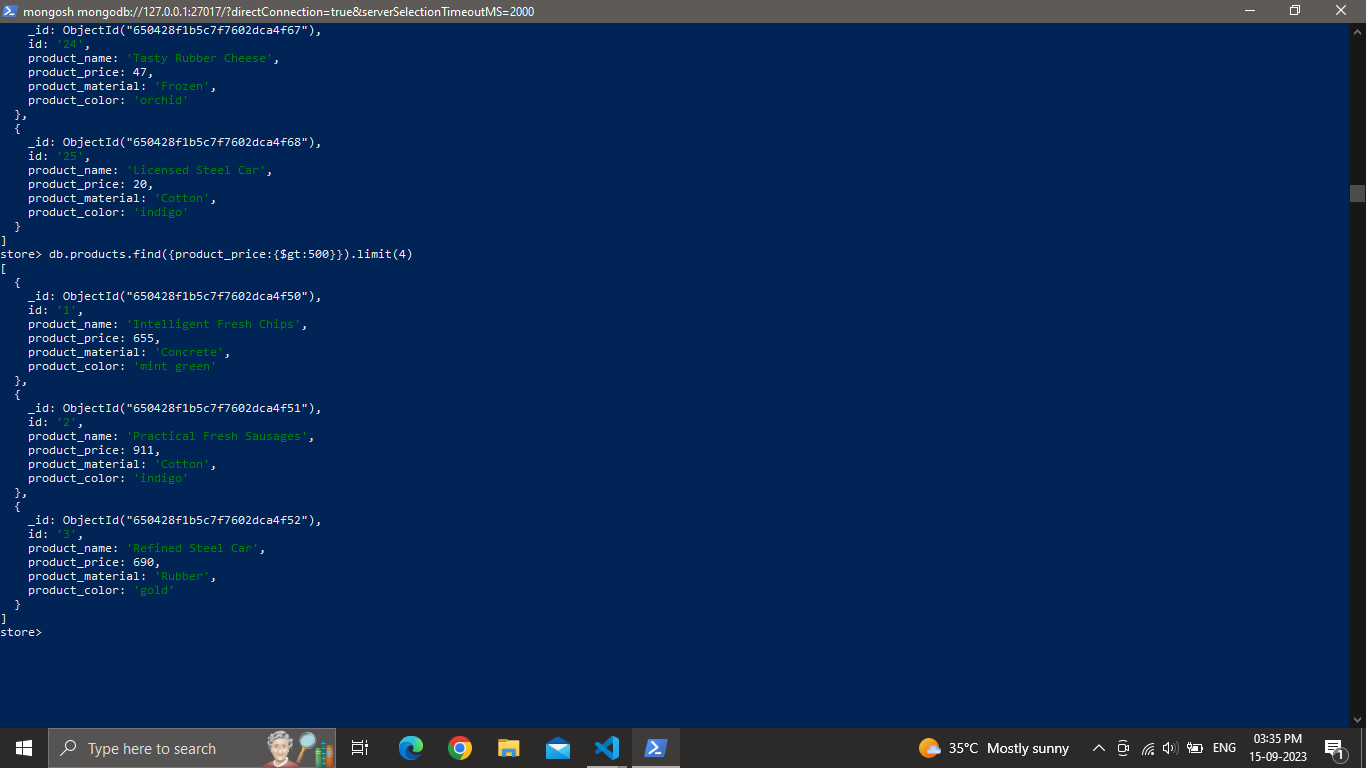 mongosh mongodb://127.0.0.1:27017/?directConnection=true&serverSelectionTimeoutMS=2000
    _id: ObjectId("650428f1b5c7f7602dca4f67"),
    id: '24',
    product_name: 'Tasty Rubber Cheese',
    product_price: 47,
    product_material: 'Frozen',
    product_color: 'orchid'
  },
  {
    _id: ObjectId("650428f1b5c7f7602dca4f68"),
    id: '25',
    product_name: 'Licensed Steel Car',
    product_price: 20,
    product_material: 'Cotton',
    product_color: 'indigo'
  }
]
store> db.products.find({product_price:{$gt:500}}).limit(4)
[
  {
    _id: ObjectId("650428f1b5c7f7602dca4f50"),
    id: '1',
    product_name: 'Intelligent Fresh Chips',
    product_price: 655,
    product_material: 'Concrete',
    product_color: 'mint green'
  },
  {
    _id: ObjectId("650428f1b5c7f7602dca4f51"),
    id: '2',
    product_name: 'Practical Fresh Sausages',
    product_price: 911,
    product_material: 'Cotton',
    product_color: 'indigo'
  },
  {
    _id: ObjectId("650428f1b5c7f7602dca4f52"),
    id: '3',
    product_name: 'Refined Steel Car',
    product_price: 690,
    product_material: 'Rubber',
    product_color: 'gold'
  }
]
store>
Type here to search
35°C Mostly sunny
ENG
03:35 PM
15-09-2023
1